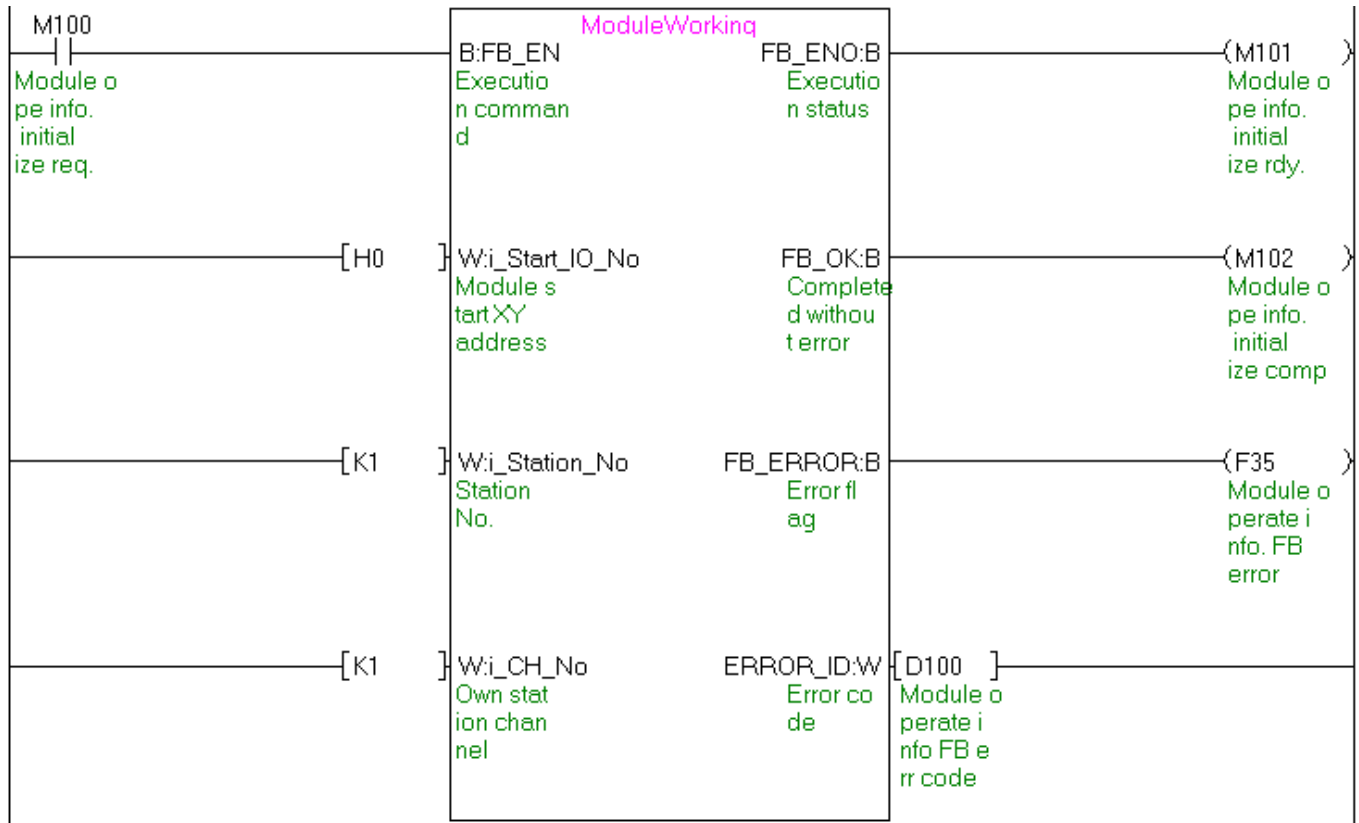 M100
ModuleWorking
B:FB_EN
FB_ENO:B
(M101 )
Module o
pe info.
initial
ize req.
Executio
n comman
d
Executio
n status
Module o
pe info.
initial
ize rdy.
[H0 ]
W:i_Start_IO_No
FB_OK:B
(M102 )
Module s
tart XY
address
Complete
d withou
t error
Module o
pe info.
initial
ize comp
[K1 ]
W:i_Station_No
FB_ERROR:B
(F35 )
Station
No.
Error fl
ag
Module o
perate i
nfo. FB
error
[K1 ]
W:i_CH_No
ERROR_ID:W
[D100 ]
Own stat
ion chan
nel
Error co
de
Module o
perate i
nfo FB e
rr code